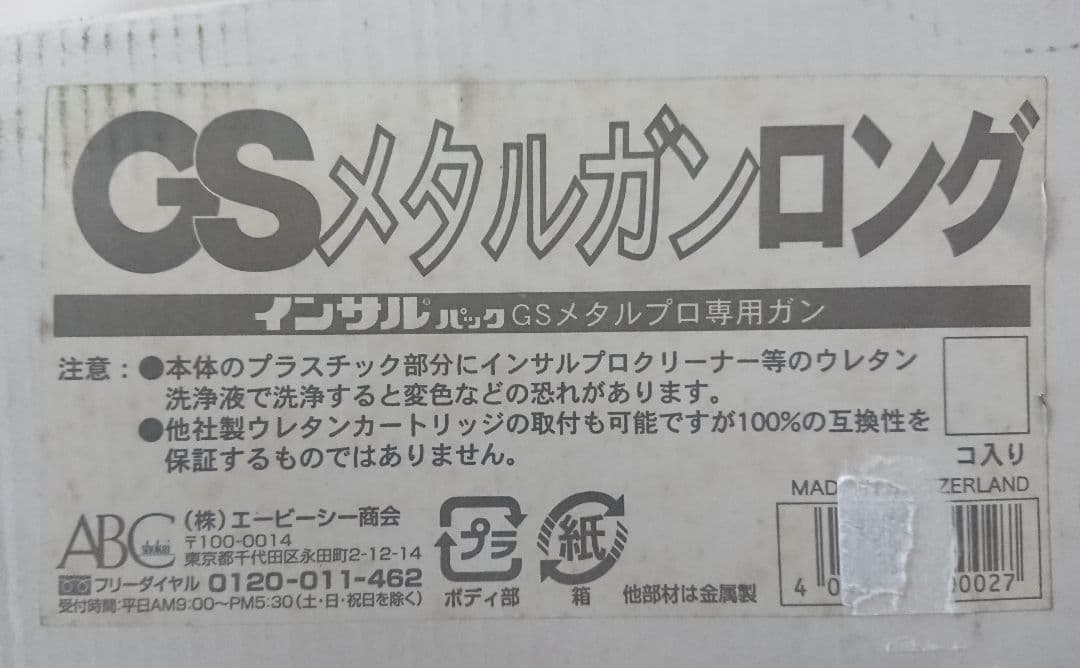 GSメタルガンロング
インサルパック GSメタルプロ専用ガン
注意：●本体のプラスチック部分にインサルプロクリーナー等のウレタン
洗浄液で洗浄すると変色などの恐れがあります。
●他社製ウレタンカートリッジの取付も可能ですが100%の互換性を
保証するものではありません。
コ入り
MAD ZERLAND
ABC shokai
(株)エービーシー商会
〒100-0014
東京都千代田区永田町2-12-14
フリーダイヤル 0120-011-462
受付時間:平日AM9:00～PM5:30(土・日・祝日を除く)
プラ
ボディ部
紙
箱
他部材は金属製
4 0 0027